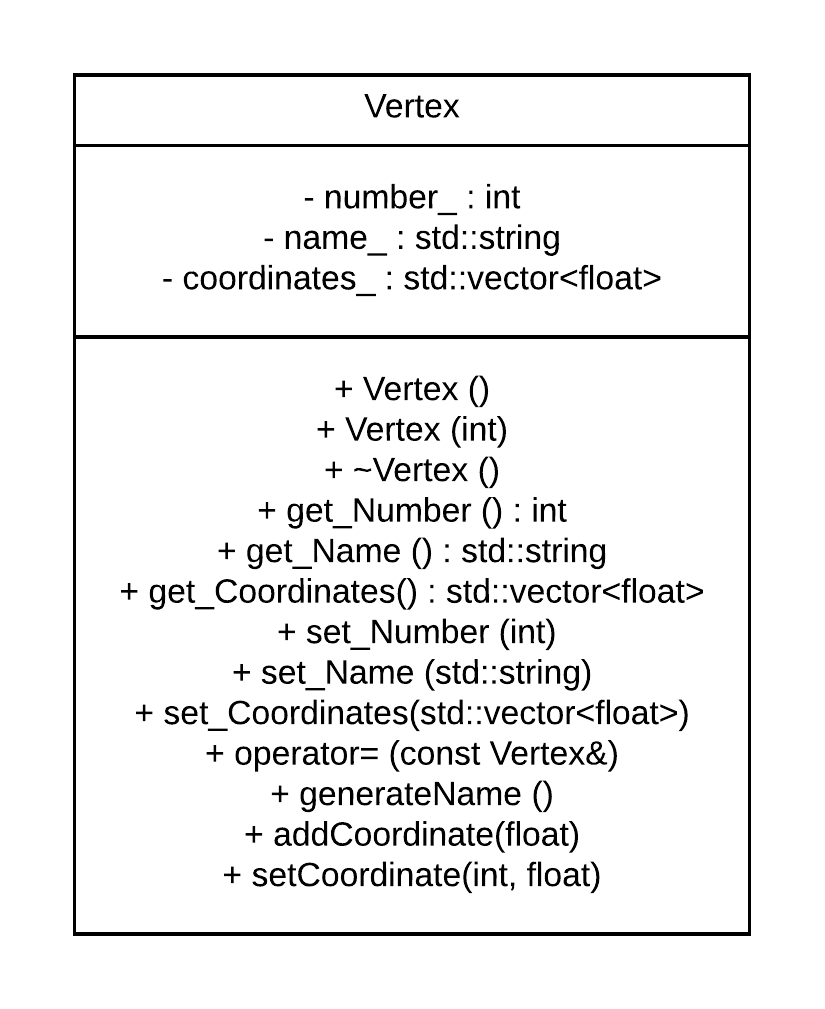 Vertex
- number_ : int
- name_ : std::string
- coordinates_ : std::vector<float>
+ Vertex ()
+ Vertex (int)
+ ~Vertex ()
+ get_Number () : int
+ get_Name () : std::string
+ get_Coordinates() : std::vector<float>
+ set_Number (int)
+ set_Name (std::string)
+ set_Coordinates(std::vector<float>)
+ operator= (const Vertex&)
+ generateName ()
+ addCoordinate(float)
+ setCoordinate(int, float)